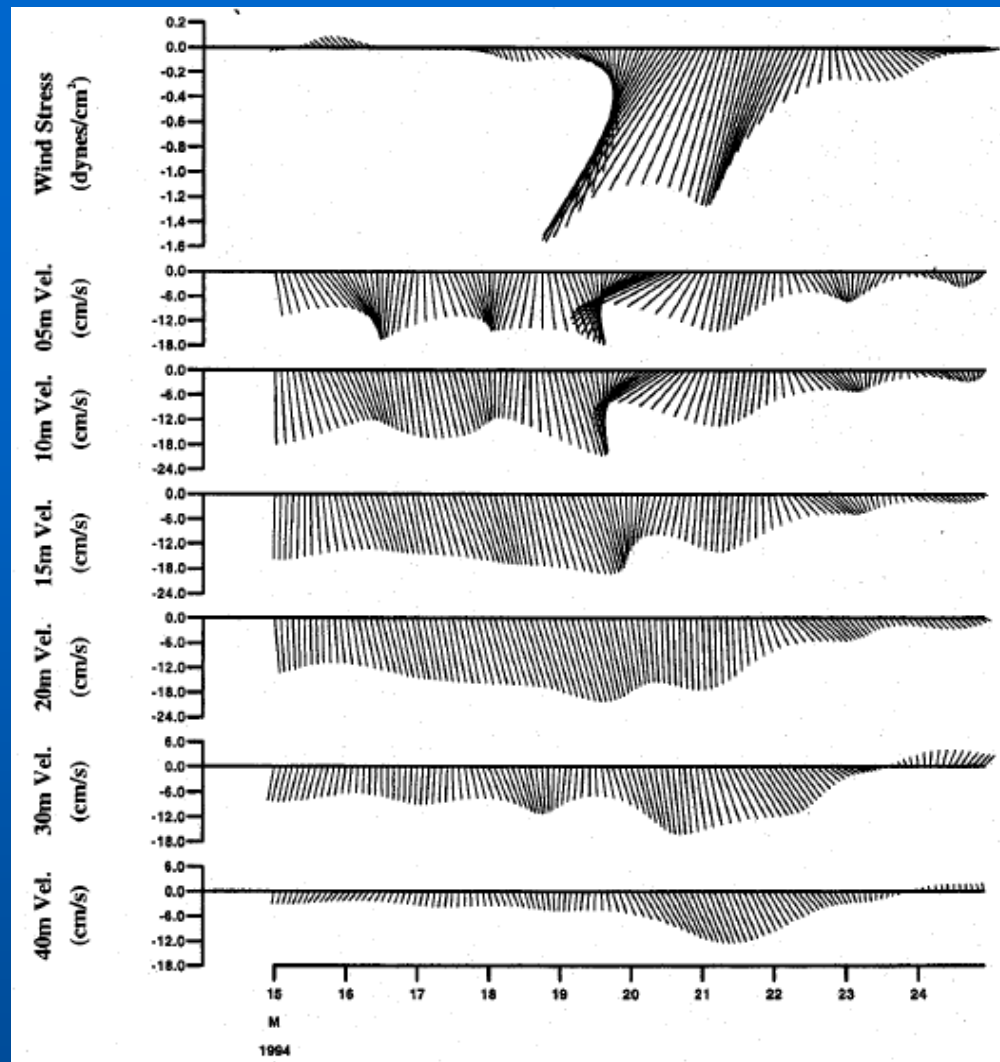 Wind Stress
(dynes/cm²)
0.2
0.0
-0.2
-0.4
-0.6
-0.8
-1.0
-1.2
-1.4
-1.6
05m Vel.
(cm/s)
0.0
-6.0
-12.0
-18.0
10m Vel.
(cm/s)
0.0
-6.0
-12.0
-18.0
-24.0
15m Vel.
(cm/s)
0.0
-6.0
-12.0
-18.0
-24.0
20m Vel.
(cm/s)
0.0
-6.0
-12.0
-18.0
-24.0
30m Vel.
(cm/s)
6.0
0.0
-6.0
-12.0
-18.0
40m Vel.
(cm/s)
6.0
0.0
-6.0
-12.0
-18.0
15 16 17 18 19 20 21 22 23 24
M
1994